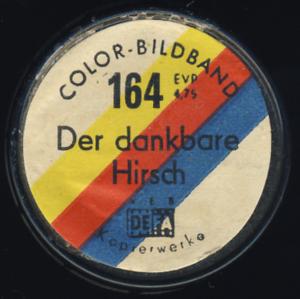 COLOR-BILDBAND
164 EVP
4,75
Der dankbare
Hirsch
VEB
DEFA
Kopierwerke